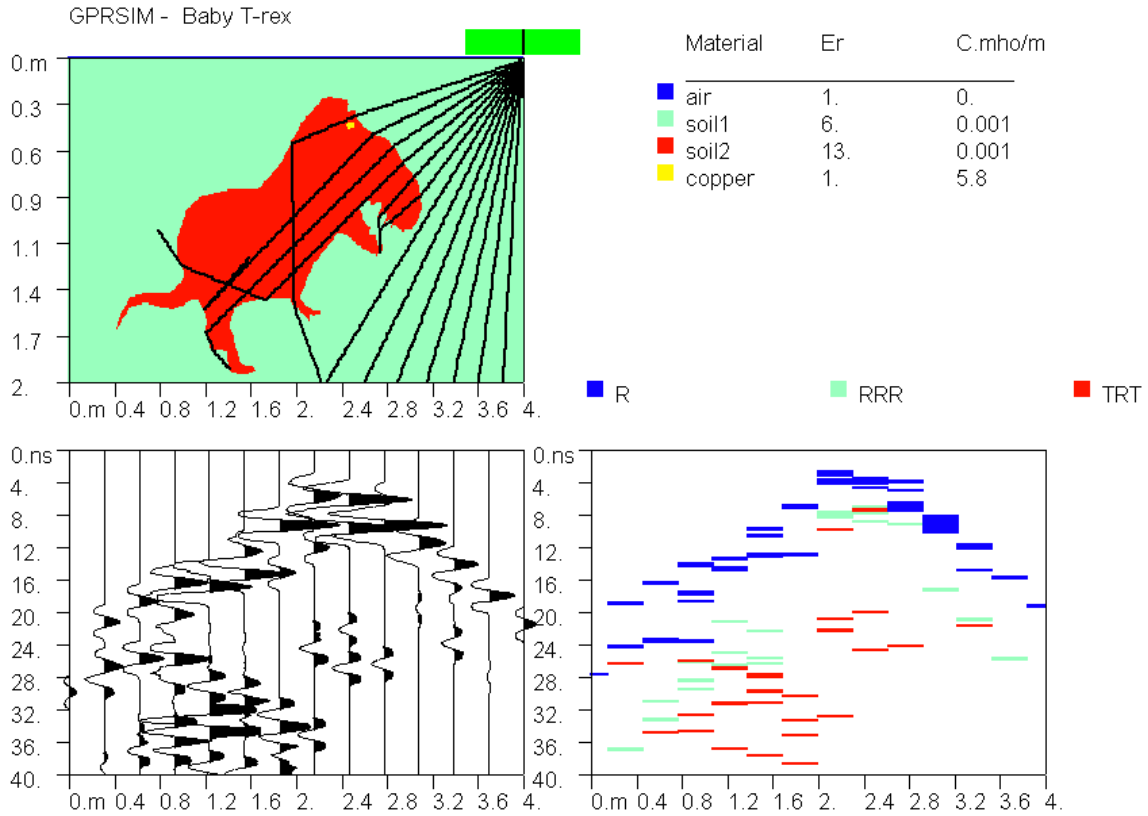 GPRSIM - Baby T-rex
Material Er C.mho/m
air 1. 0.
soil1 6. 0.001
soil2 13. 0.001
copper 1. 5.8
0.m
0.3
0.6
0.9
1.1
1.4
1.7
2.
0.m 0.4 0.8 1.2 1.6 2. 2.4 2.8 3.2 3.6 4.
R RRR TRT
0.ns
4.
8.
12.
16.
20.
24.
28.
32.
36.
40.
0.m 0.4 0.8 1.2 1.6 2. 2.4 2.8 3.2 3.6 4.
0.ns
4.
8.
12.
16.
20.
24.
28.
32.
36.
40.
0.m 0.4 0.8 1.2 1.6 2. 2.4 2.8 3.2 3.6 4.